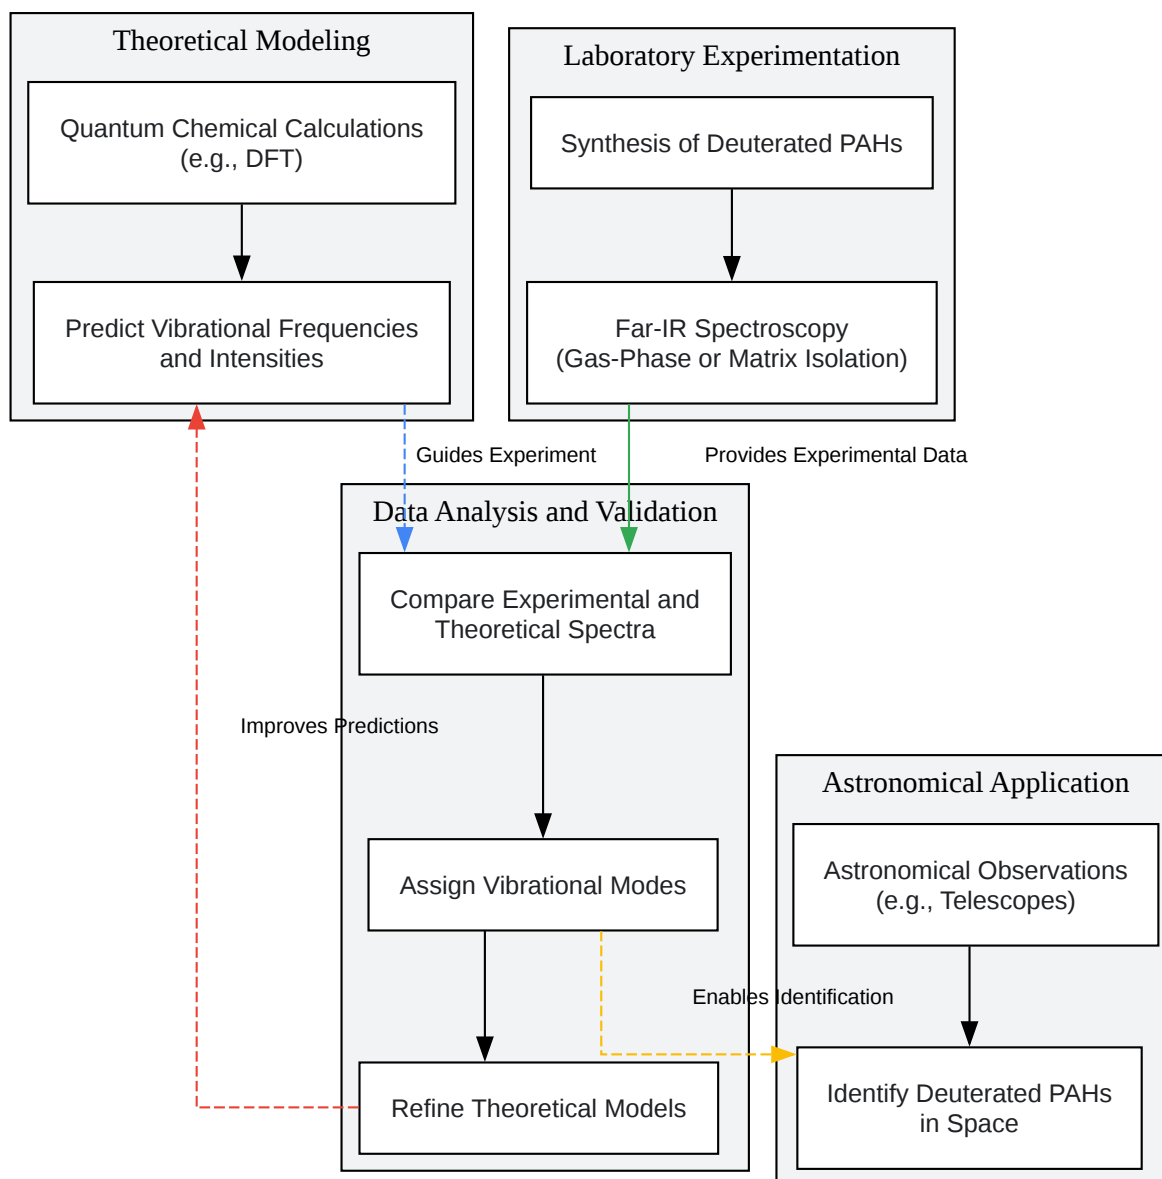 Theoretical Modeling
Quantum Chemical Calculations
(e.g., DFT)
Predict Vibrational Frequencies
and Intensities
Laboratory Experimentation
Synthesis of Deuterated PAHs
Far-IR Spectroscopy
(Gas-Phase or Matrix Isolation)
Guides Experiment
Provides Experimental Data
Data Analysis and Validation
Compare Experimental and
Theoretical Spectra
Improves Predictions
Assign Vibrational Modes
Refine Theoretical Models
Enables Identification
Astronomical Application
Astronomical Observations
(e.g., Telescopes)
Identify Deuterated PAHs
in Space